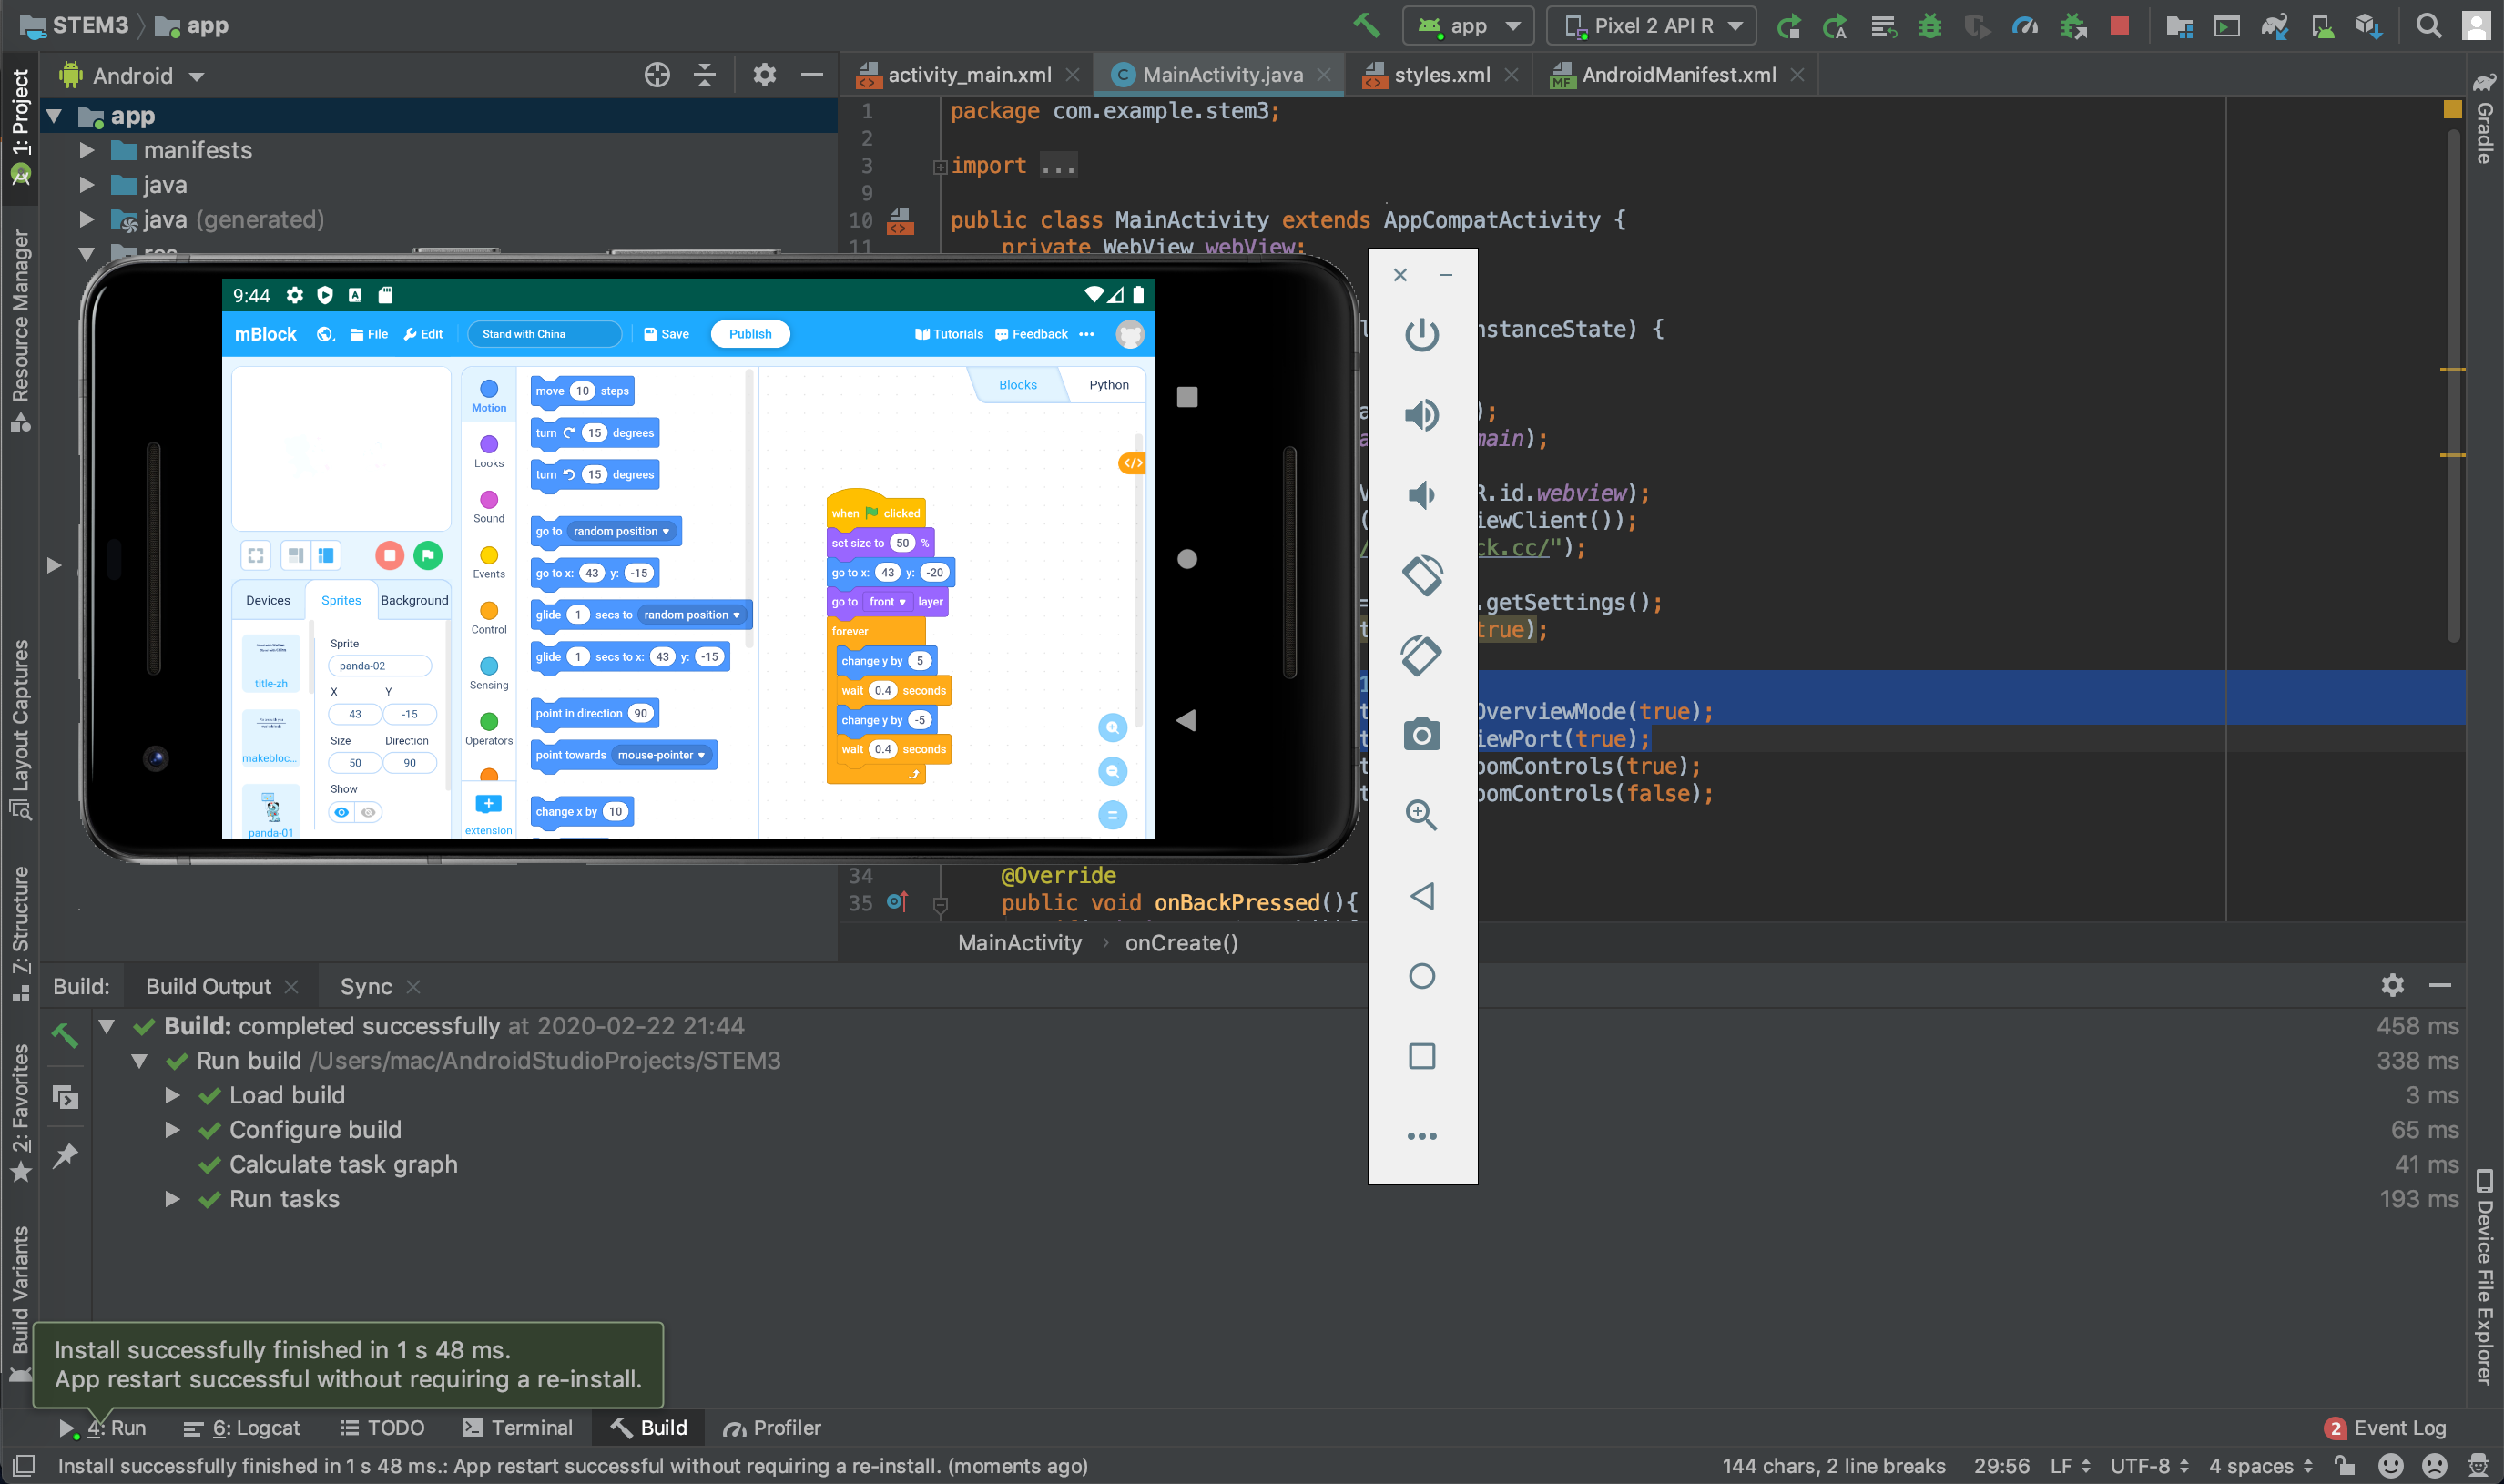 STEM3
app
app
Pixel 2 API R
Android
activity_main.xml
MainActivity.java
styles.xml
AndroidManifest.xml
1: Project
Resource Manager
Layout Captures
7: Structure
2: Favorites
Build Variants
Gradle
Device File Explorer
app
manifests
java
java (generated)
res
1 package com.example.stem3;
2
3 import ...
9
10 public class MainActivity extends AppCompatActivity {
11 private WebView webView;
nstanceState) {
);
main);
R.id.webview);
iewClient());
ck.cc/");
.getSettings();
true);
OverviewMode(true);
iewPort(true);
oomControls(true);
oomControls(false);
34 @Override
35 public void onBackPressed(){
MainActivity
onCreate()
9:44
mBlock
File
Edit
Stand with China
Save
Publish
Tutorials
Feedback
Blocks
Python
Motion
Looks
Sound
Events
Control
Sensing
Operators
extension
move 10 steps
turn 15 degrees
turn 15 degrees
go to random position
go to x: 43 y: -15
glide 1 secs to random position
glide 1 secs to x: 43 y: -15
point in direction 90
point towards mouse-pointer
change x by 10
when clicked
set size to 50 %
go to x: 43 y: -20
go to front layer
forever
change y by 5
wait 0.4 seconds
change y by -5
wait 0.4 seconds
Devices
Sprites
Background
title-zh
makebloc...
panda-01
Sprite
panda-02
X Y
43 -15
Size Direction
50 90
Show
Build:
Build Output
Sync
Build: completed successfully at 2020-02-22 21:44
458 ms
Run build /Users/mac/AndroidStudioProjects/STEM3
338 ms
Load build
3 ms
Configure build
65 ms
Calculate task graph
41 ms
Run tasks
193 ms
Install successfully finished in 1 s 48 ms.
App restart successful without requiring a re-install.
4: Run
6: Logcat
TODO
Terminal
Build
Profiler
2 Event Log
Install successfully finished in 1 s 48 ms.: App restart successful without requiring a re-install. (moments ago)
144 chars, 2 line breaks
29:56
LF
UTF-8
4 spaces